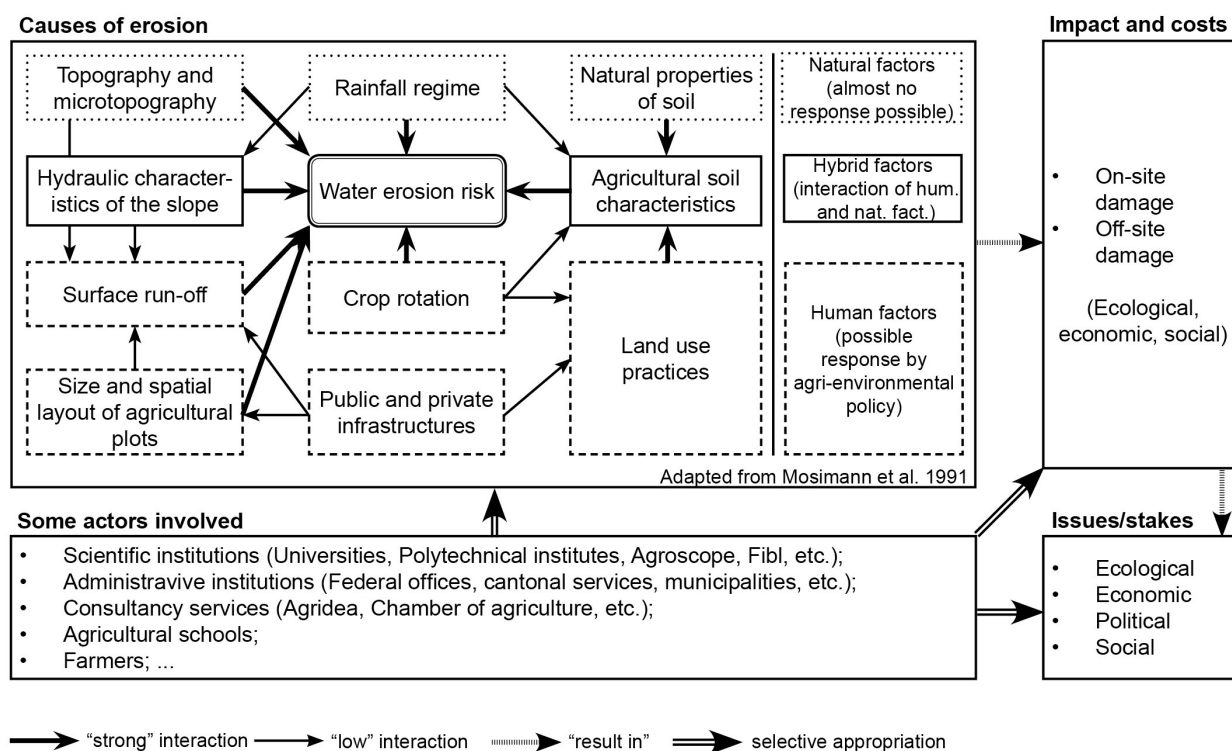 Causes of erosion
Impact and costs
Topography and
microtopography
Rainfall regime
Natural properties
of soil
Natural factors
(almost no
response possible)
Hydraulic character-
istics of the slope
Water erosion risk
Agricultural soil
characteristics
Hybrid factors
(interaction of hum.
and nat. fact.)
• On-site
damage
• Off-site
damage
(Ecological,
economic, social)
Surface run-off
Crop rotation
Land use
practices
Human factors
(possible
response by
agri-environmental
policy)
Size and spatial
layout of agricultural
plots
Public and private
infrastructures
Adapted from Mosimann et al. 1991
Some actors involved
• Scientific institutions (Universities, Polytechnical institutes, Agroscope, Fibl, etc.);
• Administravive institutions (Federal offices, cantonal services, municipalities, etc.);
• Consultancy services (Agridea, Chamber of agriculture, etc.);
• Agricultural schools;
• Farmers; ...
Issues/stakes
• Ecological
• Economic
• Political
• Social
“strong” interaction
“low” interaction
“result in”
selective appropriation